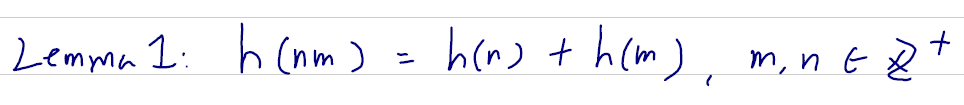 Lemma 1: h(nm) = h(n) + h(m), m, n ∈ ℤ⁺